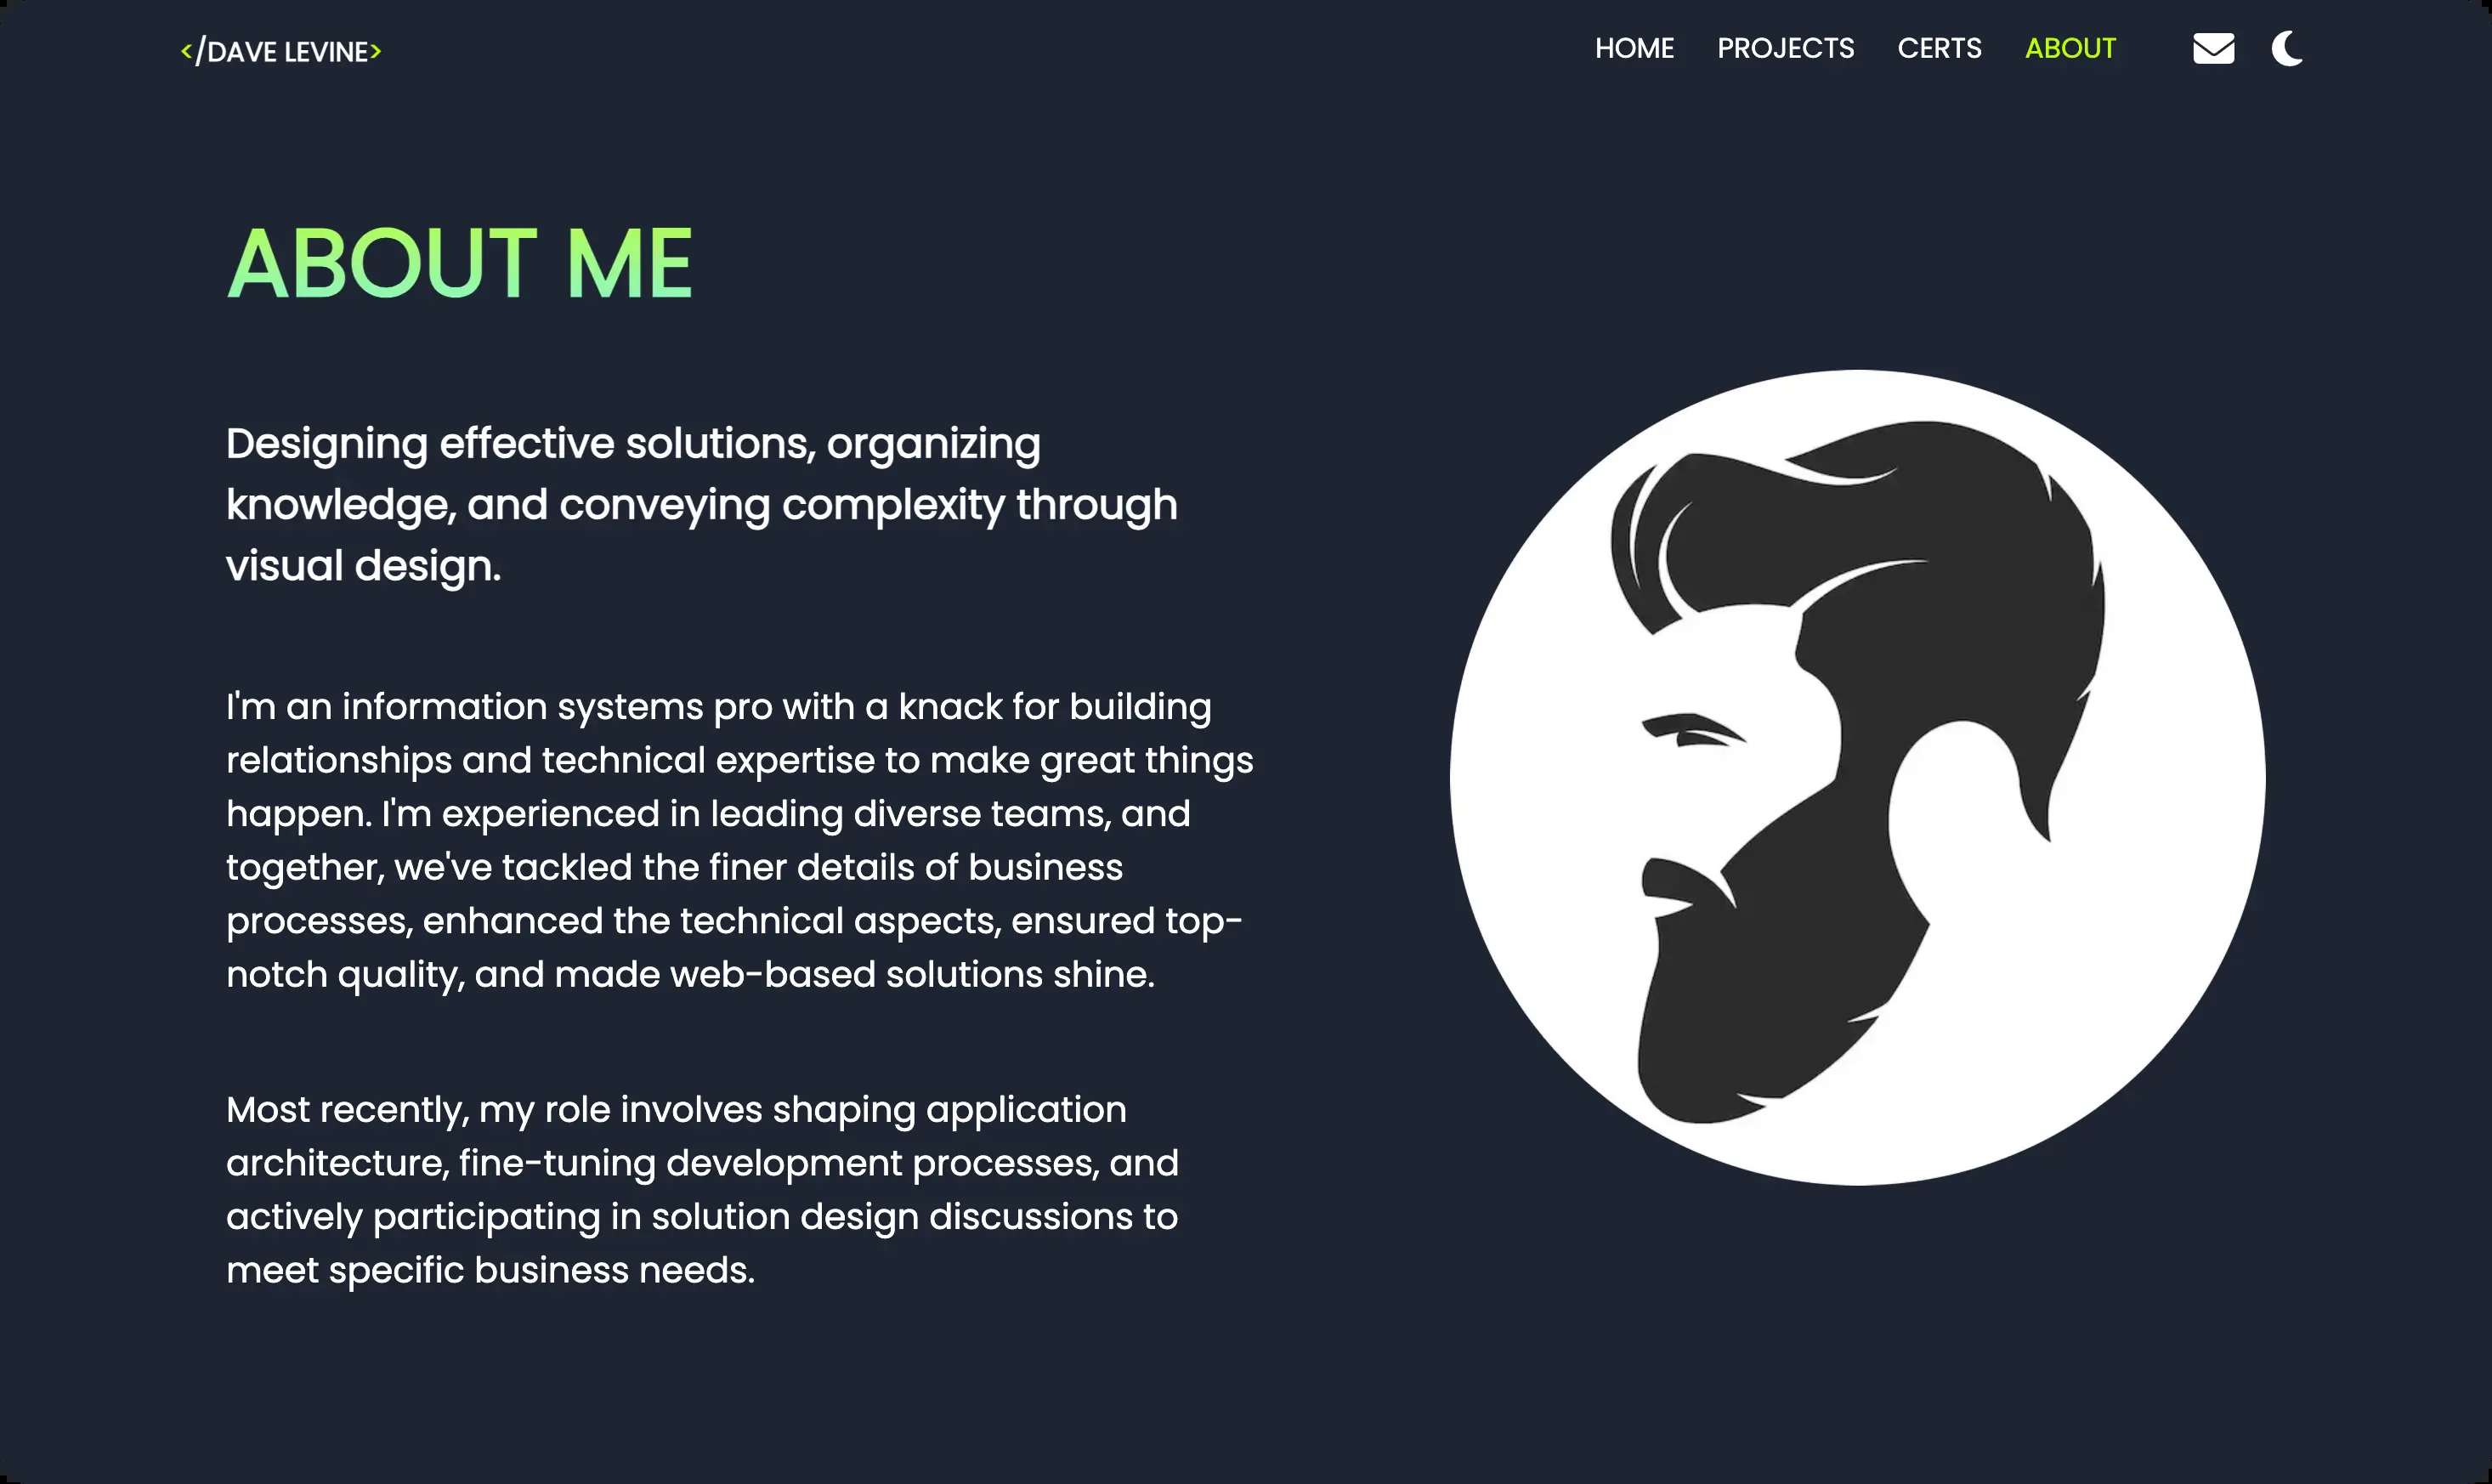 </DAVE LEVINE>
HOME PROJECTS CERTS ABOUT
ABOUT ME
Designing effective solutions, organizing
knowledge, and conveying complexity through
visual design.
I'm an information systems pro with a knack for building
relationships and technical expertise to make great things
happen. I'm experienced in leading diverse teams, and
together, we've tackled the finer details of business
processes, enhanced the technical aspects, ensured top-
notch quality, and made web-based solutions shine.
Most recently, my role involves shaping application
architecture, fine-tuning development processes, and
actively participating in solution design discussions to
meet specific business needs.